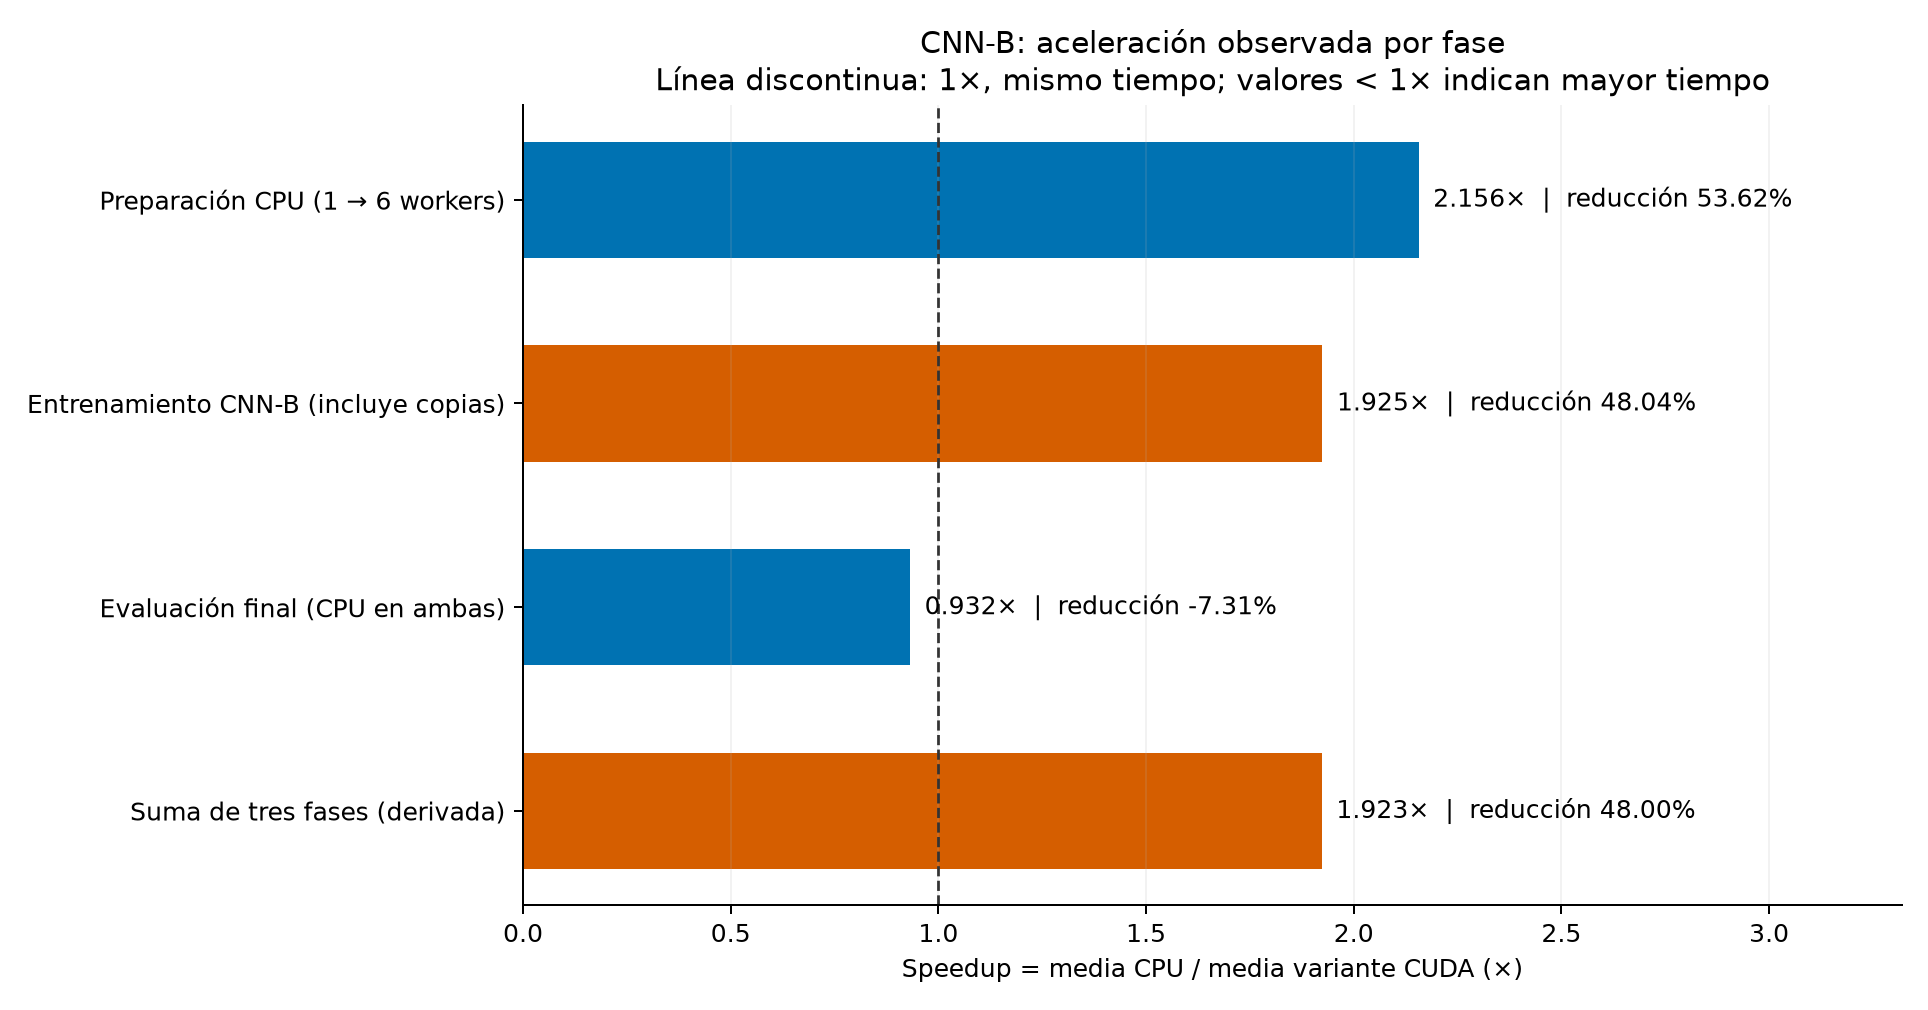 CNN-B: aceleración observada por fase
Línea discontinua: 1×, mismo tiempo; valores < 1× indican mayor tiempo
Preparación CPU (1 → 6 workers)
2.156× | reducción 53.62%
Entrenamiento CNN-B (incluye copias)
1.925× | reducción 48.04%
Evaluación final (CPU en ambas)
0.932× | reducción -7.31%
Suma de tres fases (derivada)
1.923× | reducción 48.00%
0.0 0.5 1.0 1.5 2.0 2.5 3.0
Speedup = media CPU / media variante CUDA (×)